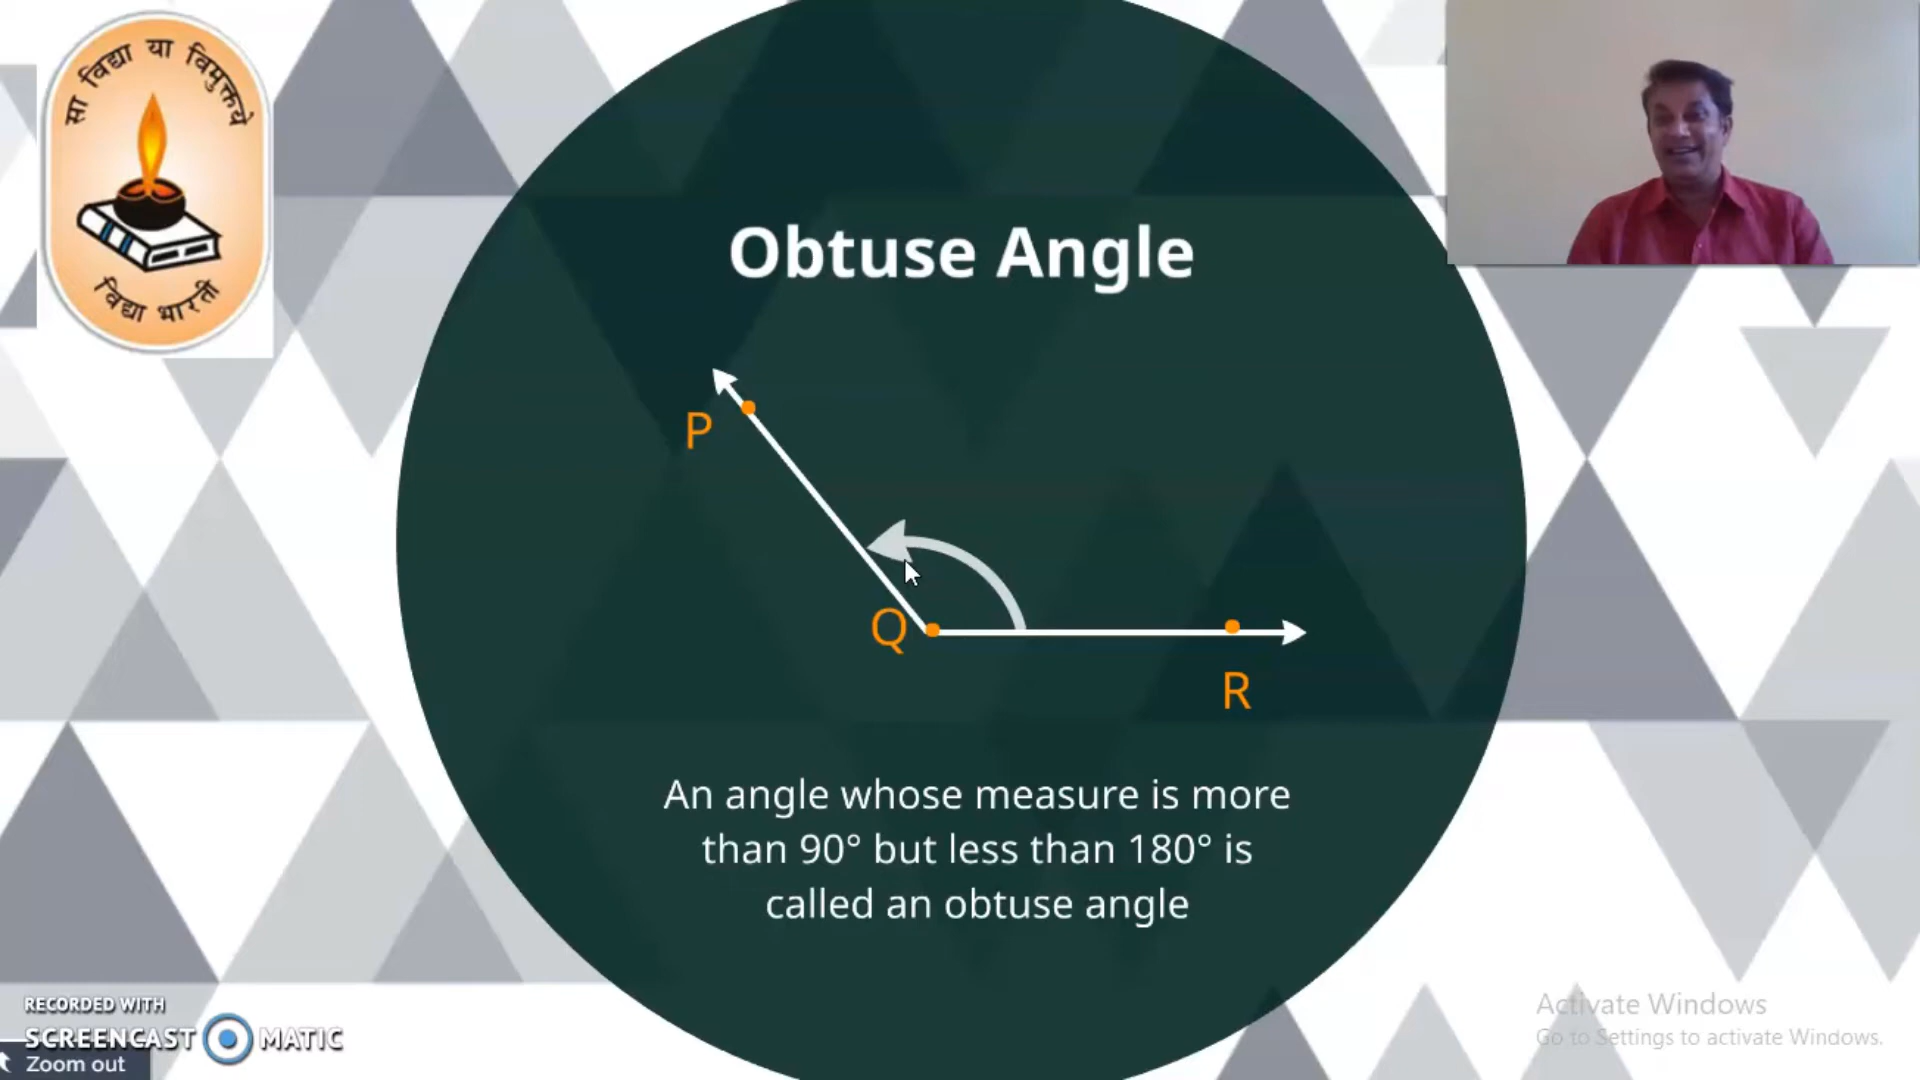 सा विद्या या विमुक्तये
विद्या भारती
Obtuse Angle
P
Q
R
An angle whose measure is more
than 90° but less than 180° is
called an obtuse angle
RECORDED WITH
SCREENCAST MATIC
Zoom out
Activate Windows
Go to Settings to activate Windows.